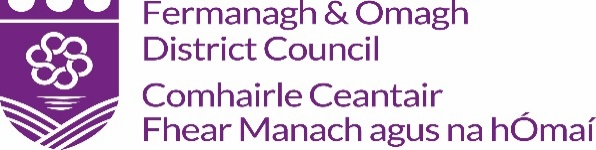 Fermanagh & Omagh
District Council
Comhairle Ceantair
Fhear Manach agus na hÓmaí